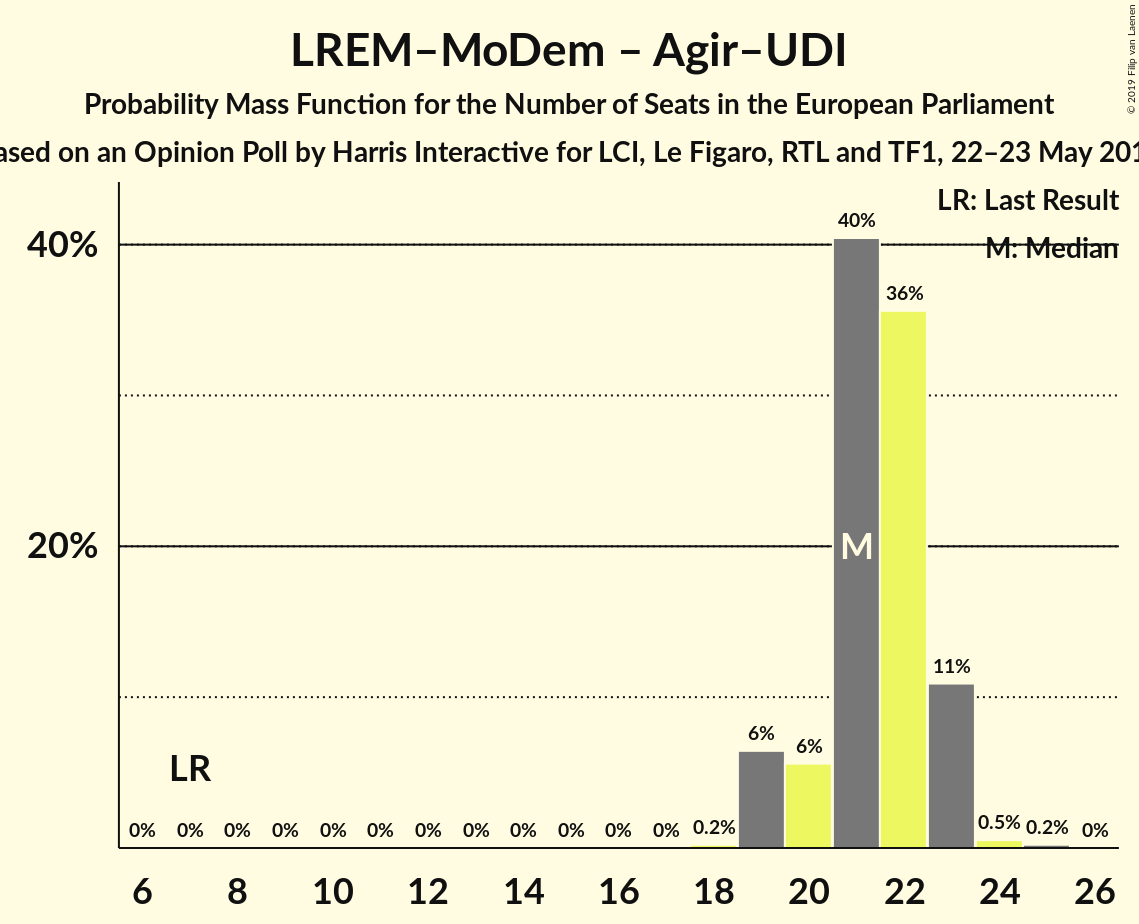 LREM–MoDem – Agir–UDI
Probability Mass Function for the Number of Seats in the European Parliament
ased on an Opinion Poll by Harris Interactive for LCI, Le Figaro, RTL and TF1, 22–23 May 201
© 2019 Filip van Laenen
LR: Last Result
M: Median
40%
20%
40%
36%
M
11%
6%
6%
LR
0% 0% 0% 0% 0% 0% 0% 0% 0% 0% 0% 0% 0.2% 0.5% 0.2% 0%
6 8 10 12 14 16 18 20 22 24 26